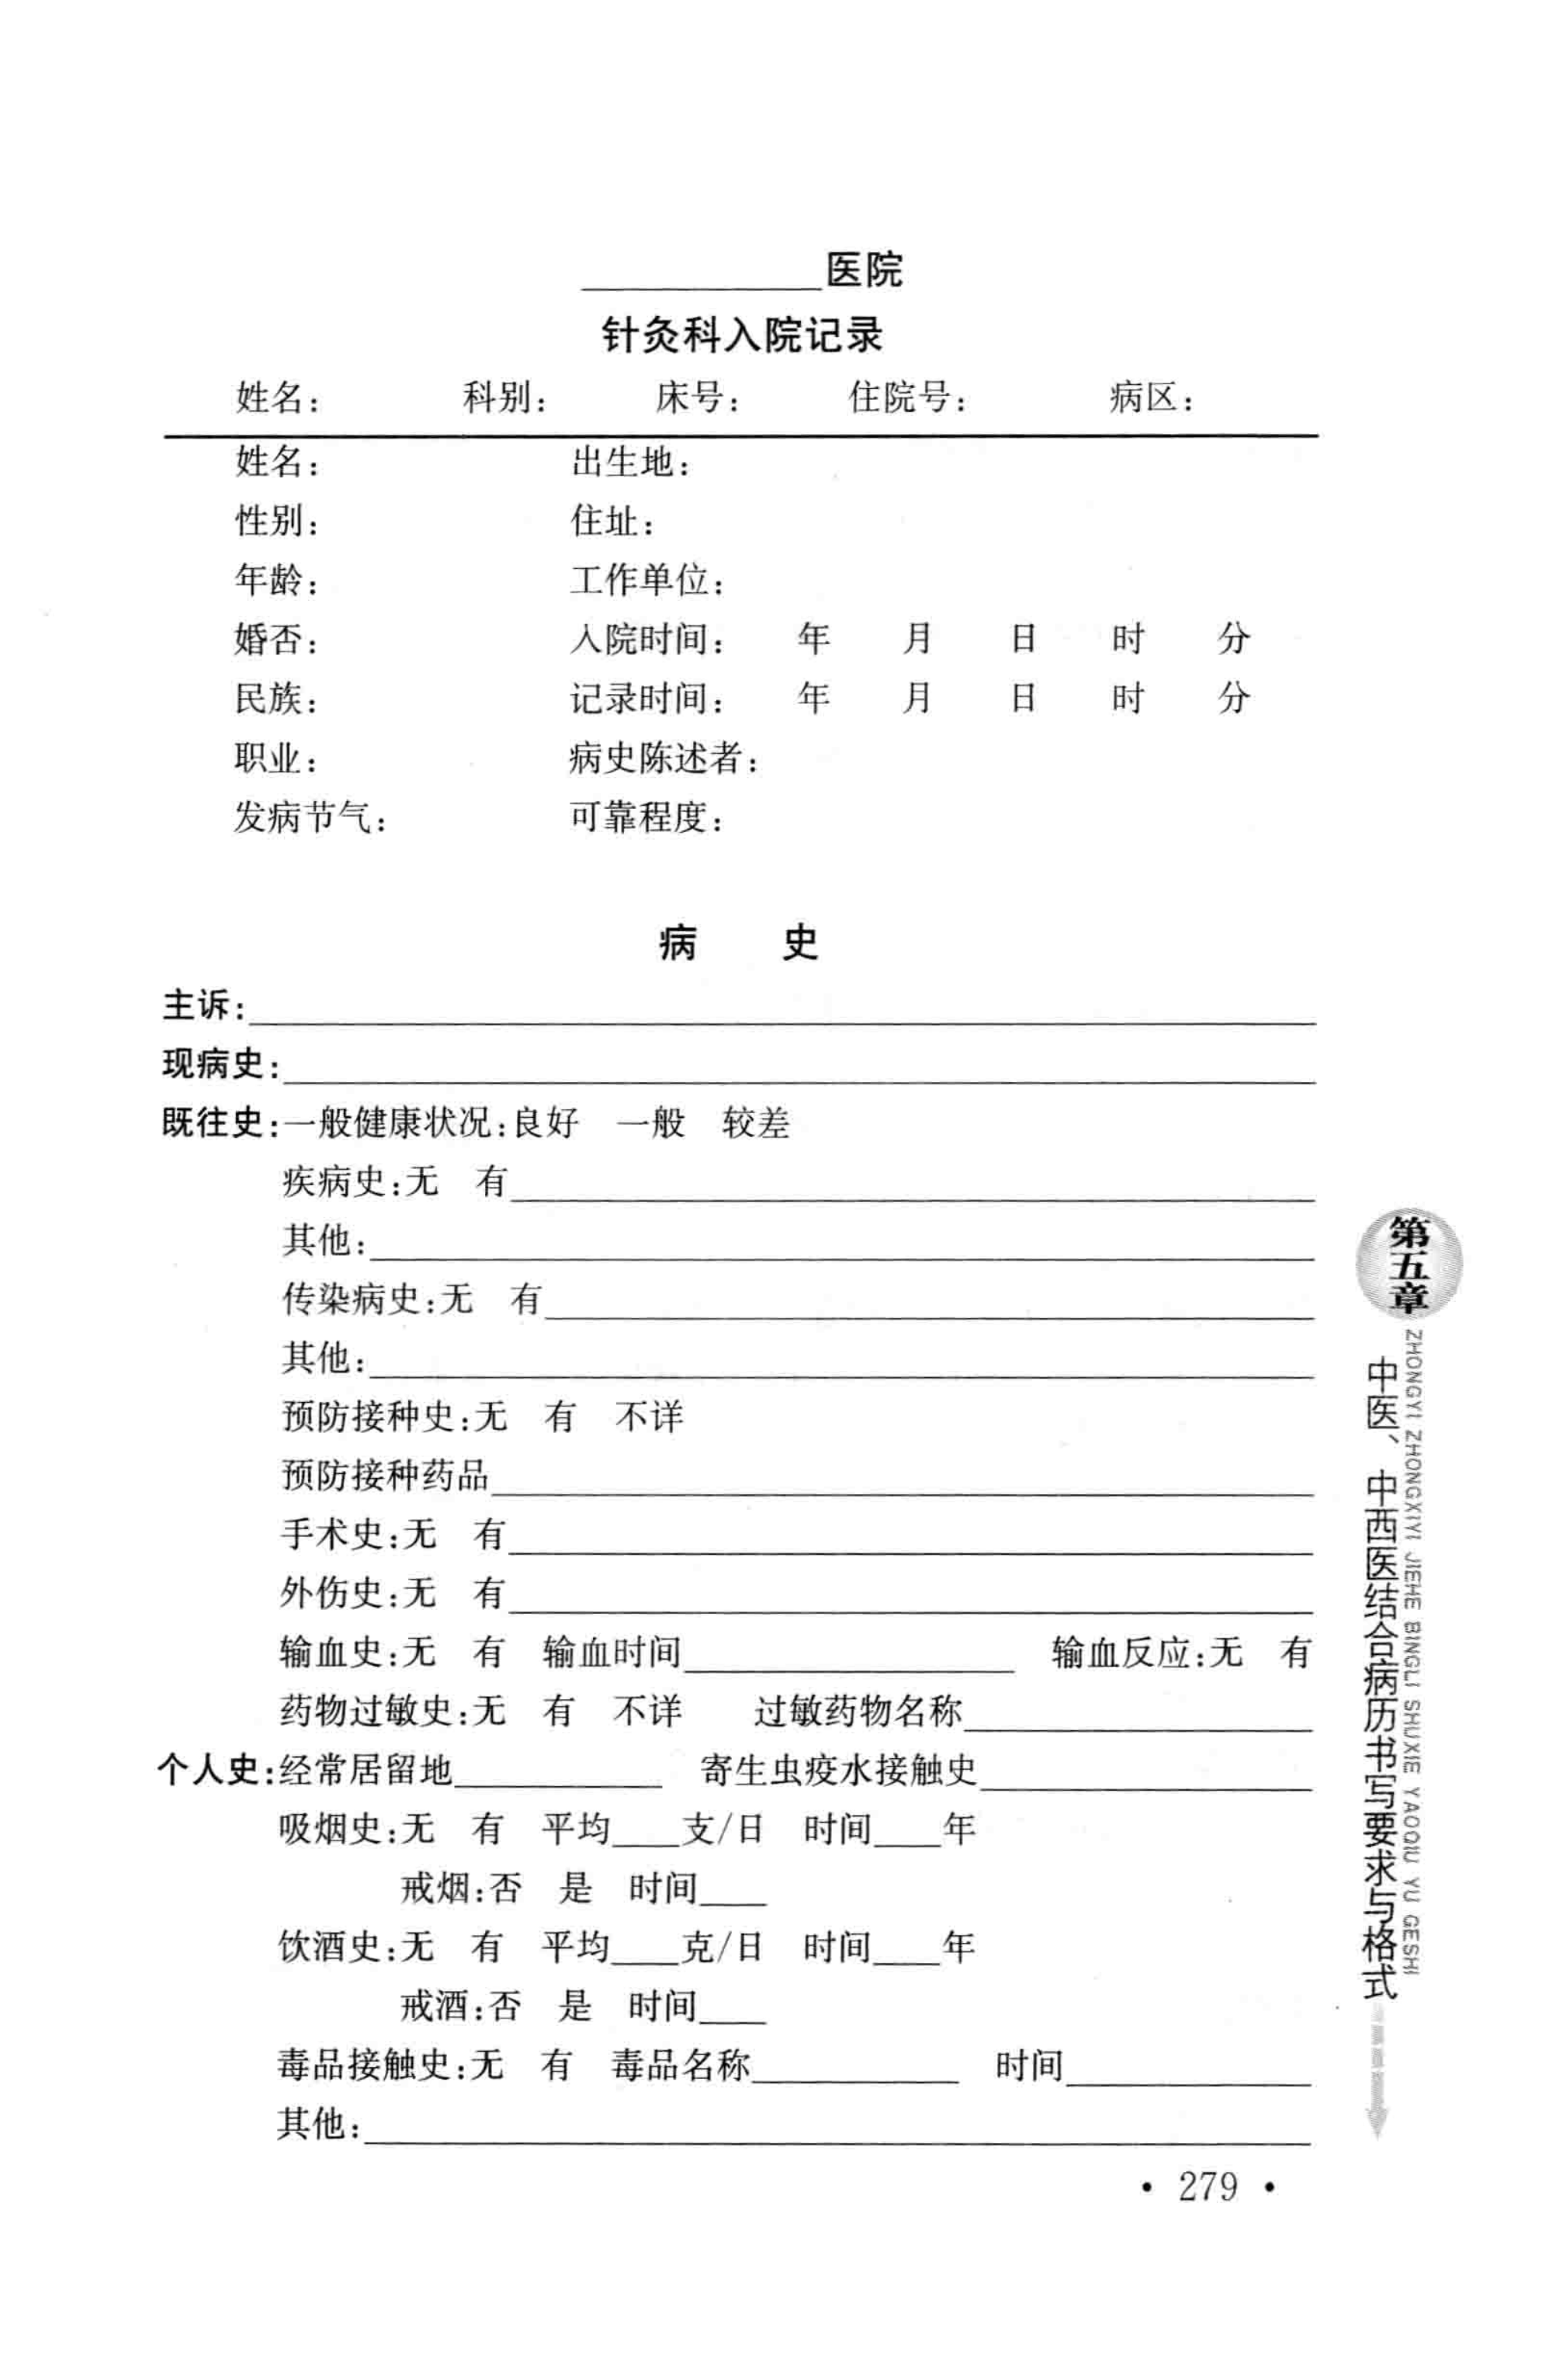 ____________医院
针灸科入院记录
姓名： 科别： 床号： 住院号： 病区：
姓名： 出生地：
性别： 住址：
年龄： 工作单位：
婚否： 入院时间： 年 月 日 时 分
民族： 记录时间： 年 月 日 时 分
职业： 病史陈述者：
发病节气： 可靠程度：
病 史
主诉：____________
现病史：____________
既往史：一般健康状况：良好 一般 较差
疾病史：无 有____________
其他：____________
传染病史：无 有____________
其他：____________
预防接种史：无 有 不详
预防接种药品____________
手术史：无 有____________
外伤史：无 有____________
输血史：无 有 输血时间____________ 输血反应：无 有
药物过敏史：无 有 不详 过敏药物名称____________
个人史：经常居留地____________ 寄生虫疫水接触史____________
吸烟史：无 有 平均____支/日 时间____年
戒烟：否 是 时间____
饮酒史：无 有 平均____克/日 时间____年
戒酒：否 是 时间____
毒品接触史：无 有 毒品名称____________ 时间____________
其他：____________
第五章
中医、中西医结合病历书写要求与格式
ZHONGYI ZHONGXIYI JIEHE BINGLI SHUXIE YAOQIU YU GESHI
· 279 ·